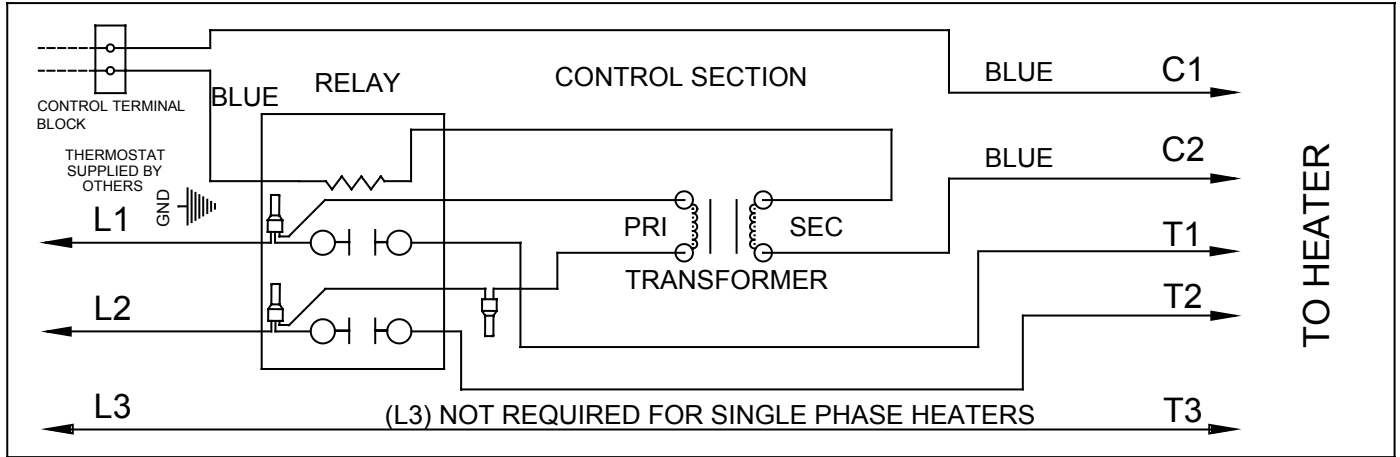 RELAY
CONTROL SECTION
BLUE
C1
CONTROL TERMINAL
BLOCK
BLUE
THERMOSTAT
SUPPLIED BY
OTHERS
GND
BLUE
C2
L1
PRI
SEC
TRANSFORMER
T1
L2
T2
L3
(L3) NOT REQUIRED FOR SINGLE PHASE HEATERS
T3
TO HEATER